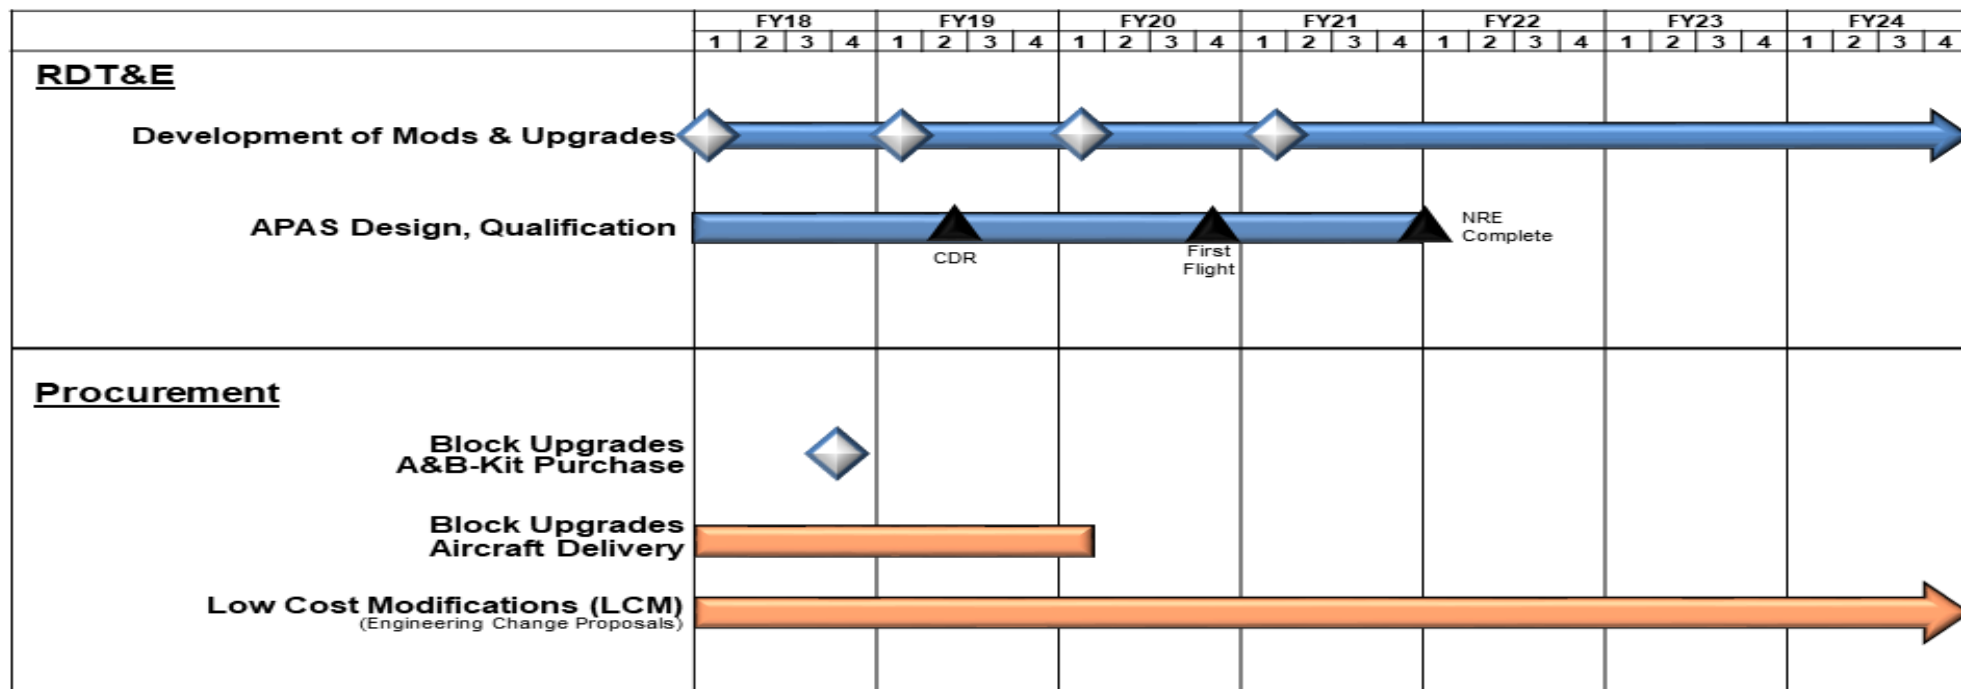 FY18 FY19 FY20 FY21 FY22 FY23 FY24
1 2 3 4 1 2 3 4 1 2 3 4 1 2 3 4 1 2 3 4 1 2 3 4 1 2 3 4
RDT&E
Development of Mods & Upgrades
APAS Design, Qualification
CDR
First
Flight
NRE
Complete
Procurement
Block Upgrades
A&B-Kit Purchase
Block Upgrades
Aircraft Delivery
Low Cost Modifications (LCM)
(Engineering Change Proposals)